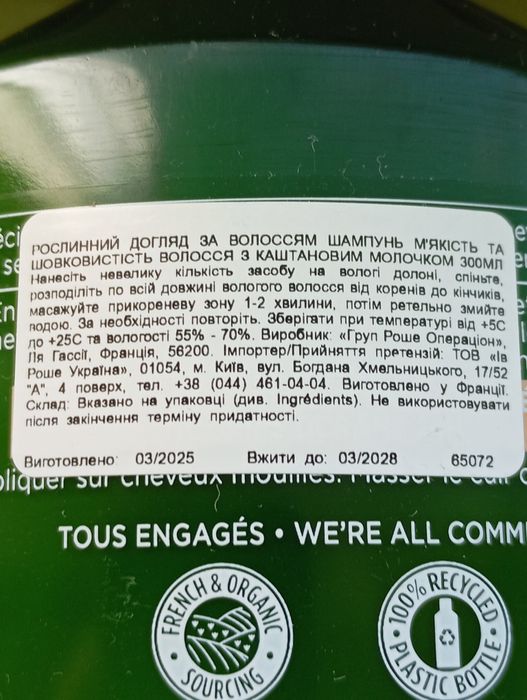 РОСЛИННИЙ ДОГЛЯД ЗА ВОЛОССЯМ ШАМПУНЬ М'ЯКІСТЬ ТА
ШОВКОВИСТІСТЬ ВОЛОССЯ З КАШТАНОВИМ МОЛОЧКОМ 300МЛ
Нанесіть невалику кількість засобу на вологі долоні, спіньте,
розподіліть по всій довжині вологого волосся від коренів до кінчиків,
масажуйте прикореневу зону 1-2 хвилини, потім ретельно змийте
водою. За необхідності повторіть. Зберігати при температурі від +5С
до +25С та вологості 55% - 70%. Виробник: «Груп Роше Операціон»,
Ля Гассії, Франція, 56200. Імпортер/Прийняття претензій: ТОВ «Ів
Роше Україна», 01054, м. Київ, вул. Богдана Хмельницького, 17/52
"А", 4 поверх, тел. +38 (044) 461-04-04. Виготовлено у Франції.
Склад: Вказано на упаковці (див. Ingrédients). Не використовувати
після закінчення терміну придатності.
Виготовлено: 03/2025 Вжити до: 03/2028 65072
TOUS ENGAGÉS • WE'RE ALL
FRENCH & ORGANIC SOURCING
100% RECYCLED PLASTIC BOTTLE